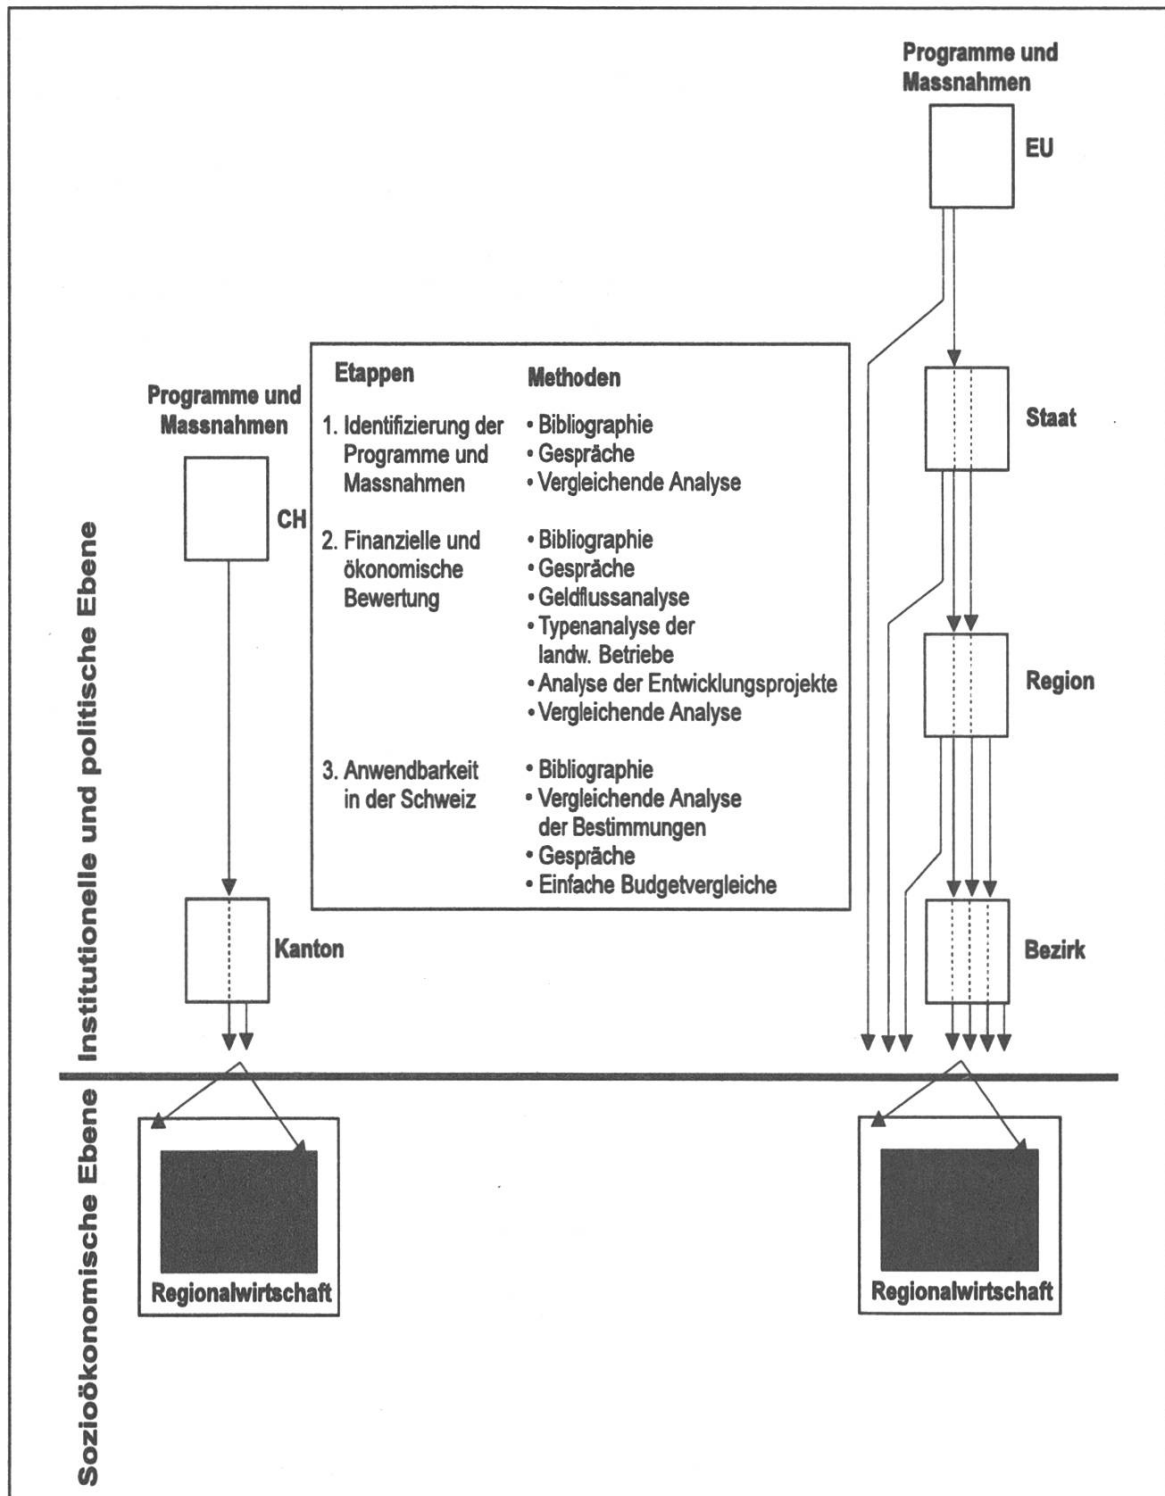 Programme und
Massnahmen
EU
Staat
Region
Bezirk
Programme und
Massnahmen
CH
Kanton
Etappen
Methoden
1. Identifizierung der
Programme und
Massnahmen
• Bibliographie
• Gespräche
• Vergleichende Analyse
2. Finanzielle und
ökonomische
Bewertung
• Bibliographie
• Gespräche
• Geldflussanalyse
• Typenanalyse der
landw. Betriebe
• Analyse der Entwicklungsprojekte
• Vergleichende Analyse
3. Anwendbarkeit
in der Schweiz
• Bibliographie
• Vergleichende Analyse
der Bestimmungen
• Gespräche
• Einfache Budgetvergleiche
Institutionelle und politische Ebene
Sozioökonomische Ebene
Regionalwirtschaft
Regionalwirtschaft